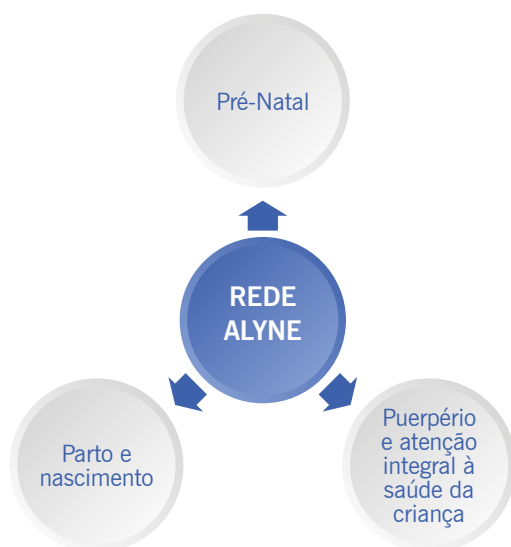 Pré-Natal
REDE
ALYNE
Parto e
nascimento
Puerpério
e atenção
integral à
saúde da
criança